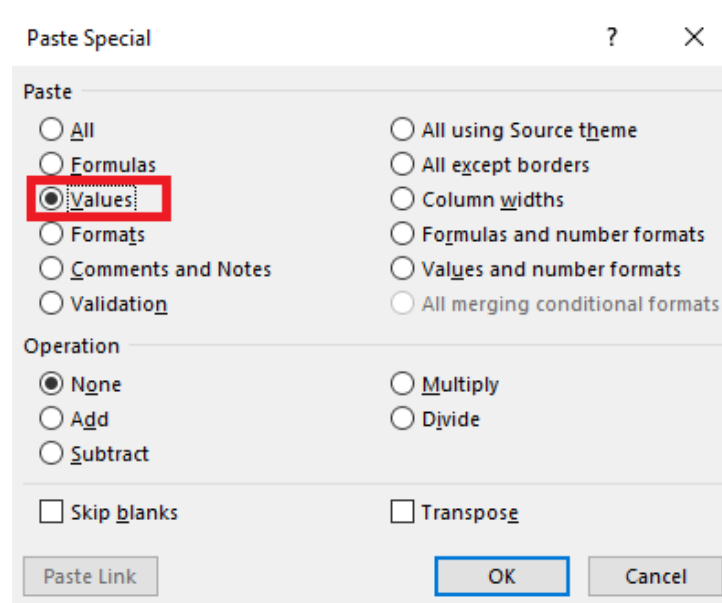 Paste Special ? X
Paste
All
Formulas
Values
Formats
Comments and Notes
Validation
All using Source theme
All except borders
Column widths
Formulas and number formats
Values and number formats
All merging conditional formats
Operation
None
Add
Subtract
Multiply
Divide
Skip blanks
Transpose
Paste Link
OK
Cancel